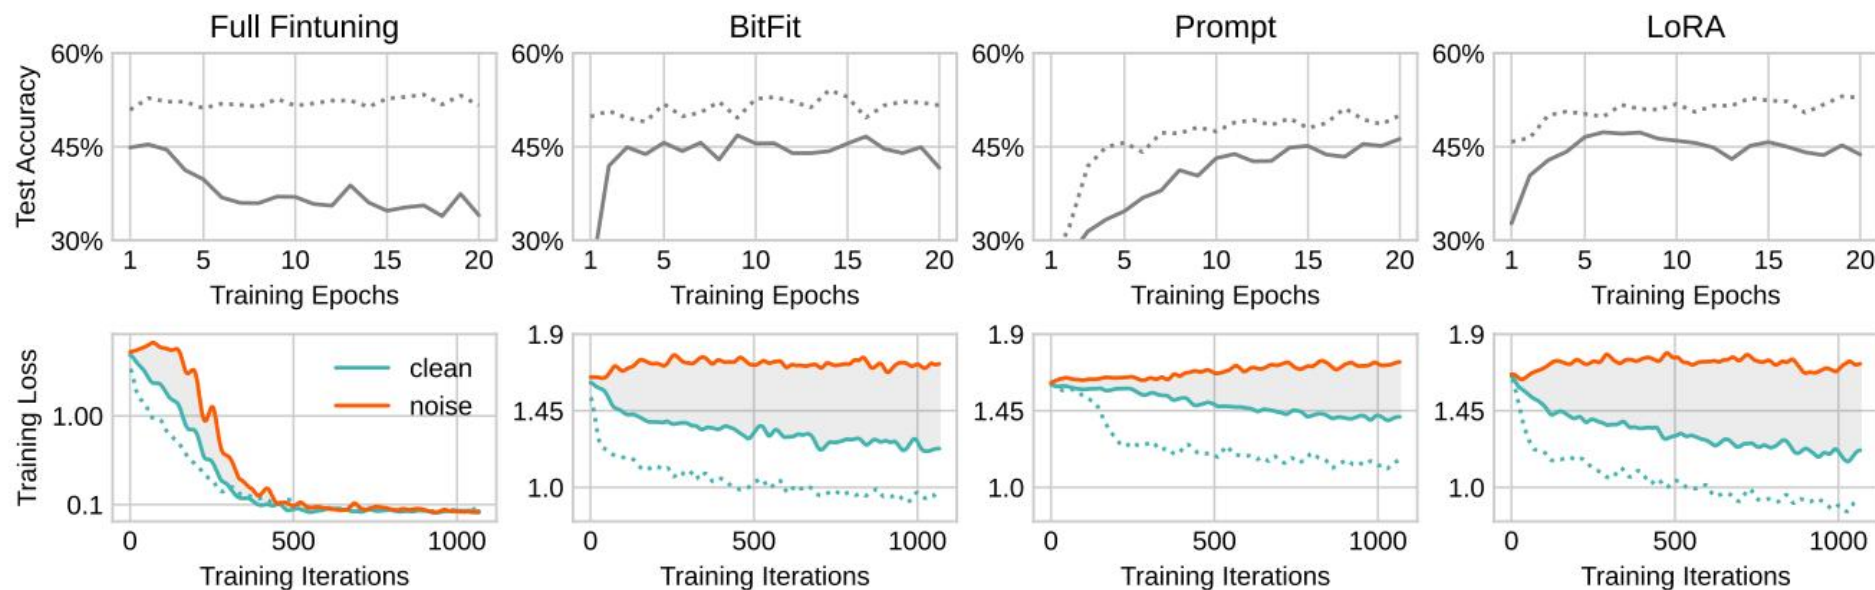 Full Fintuning BitFit Prompt LoRA
60% 60% 60% 60%
Test Accuracy
45% 45% 45% 45%
30% 30% 30% 30%
1 5 10 15 20 1 5 10 15 20 1 5 10 15 20 1 5 10 15 20
Training Epochs Training Epochs Training Epochs Training Epochs
1.9 1.9 1.9
Training Loss
clean
noise
1.00 1.45 1.45 1.45
0.1 1.0 1.0 1.0
0 500 1000 0 500 1000 0 500 1000 0 500 1000
Training Iterations Training Iterations Training Iterations Training Iterations